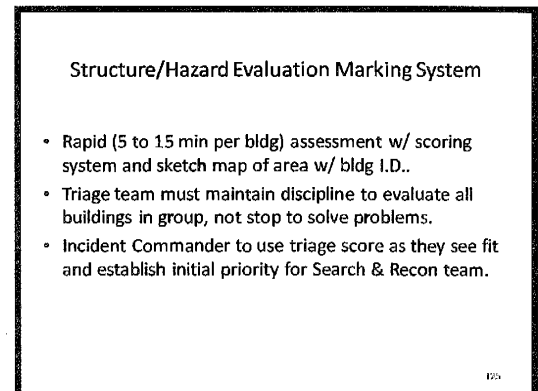 Structure/Hazard Evaluation Marking System
• Rapid (5 to 15 min per bldg) assessment w/ scoring
system and sketch map of area w/ bldg I.D..
• Triage team must maintain discipline to evaluate all
buildings in group, not stop to solve problems.
• Incident Commander to use triage score as they see fit
and establish initial priority for Search & Recon team.
125